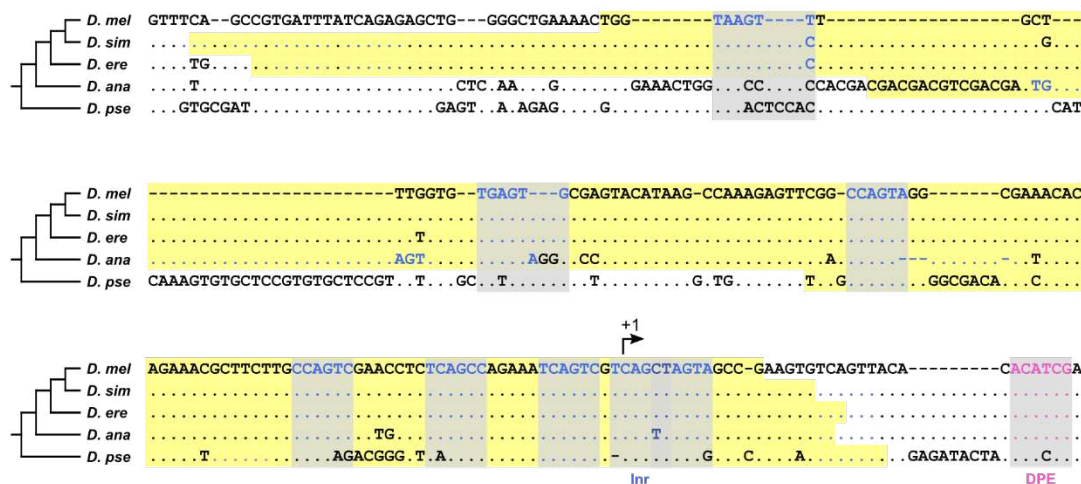 D. mel GTTTCA--GCCGTGATTTATCAGAGAGCTG---GGGCTGAAAACTGG--------TAAGT----TT-------------------GCT---
D. sim ................................................................C......................G...
D. ere ....TG..........................................................C..........................
D. ana ....T.........................CTC.AA...G.......GAAACTGG...CC....CCACGACGACGACGTCGACGA.TG...
D. pse ...GTGCGAT..................GAGT.A.AGAG.....G.............ACTCCAC.......................CAT
D. mel ------------------------TTGGTG--TGAGT---GCGAGTACATAAG-CCAAAGAGTTCGG-CCAGTAGG-------CGAAACAC
D. sim ...........................................................................................
D. ere ..........................T................................................................
D. ana ........................AGT..........AGG..CC......................A......---.......-..T....
D. pse CAAAGTGTGCTCCGTGTGCTCCGT..T...GC..T........T.........G.TG.......T..G........GGCGACA...C....
+1
D. mel AGAAACGCTTCTTGCCAGTCGAACCTCTCAGCCAGAAATCAGTCGTCAGCTAGTAGCC-GAAGTGTCAGTTACA---------CACATCGA
D. sim ...........................................................................................
D. ere ...........................................................................................
D. ana ......................TG........................T.........................................
D. pse .....T............AGACGGG.T.A................-........G...C....A..........GAGATACTA....C...
Inr DPE